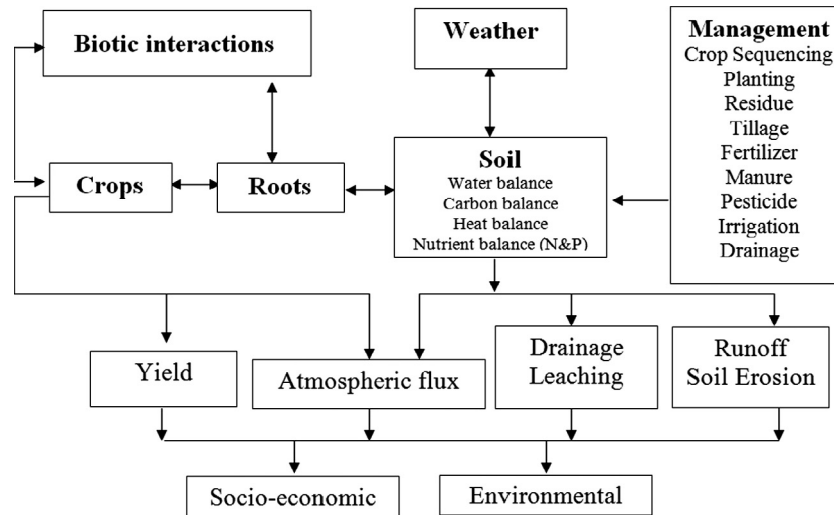 Biotic interactions
Weather
Management
Crop Sequencing
Planting
Residue
Tillage
Fertilizer
Manure
Pesticide
Irrigation
Drainage
Crops
Roots
Soil
Water balance
Carbon balance
Heat balance
Nutrient balance (N&P)
Yield
Atmospheric flux
Drainage
Leaching
Runoff
Soil Erosion
Socio-economic
Environmental